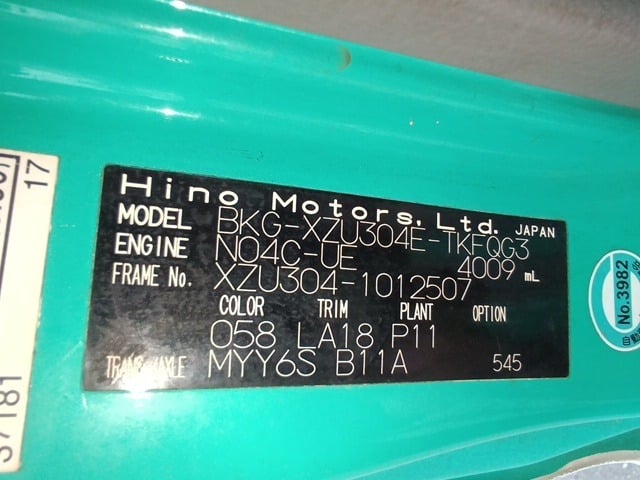 Hino Motors, Ltd. JAPAN
MODEL BKG-XZU304E-TKFQG3
ENGINE N04C-UE 4009 mL
FRAME No. XZU304-1012507
COLOR TRIM PLANT OPTION
058 LA18 P11
TRANS/AXLE MYY6S B11A 545
17
37181
No.3982